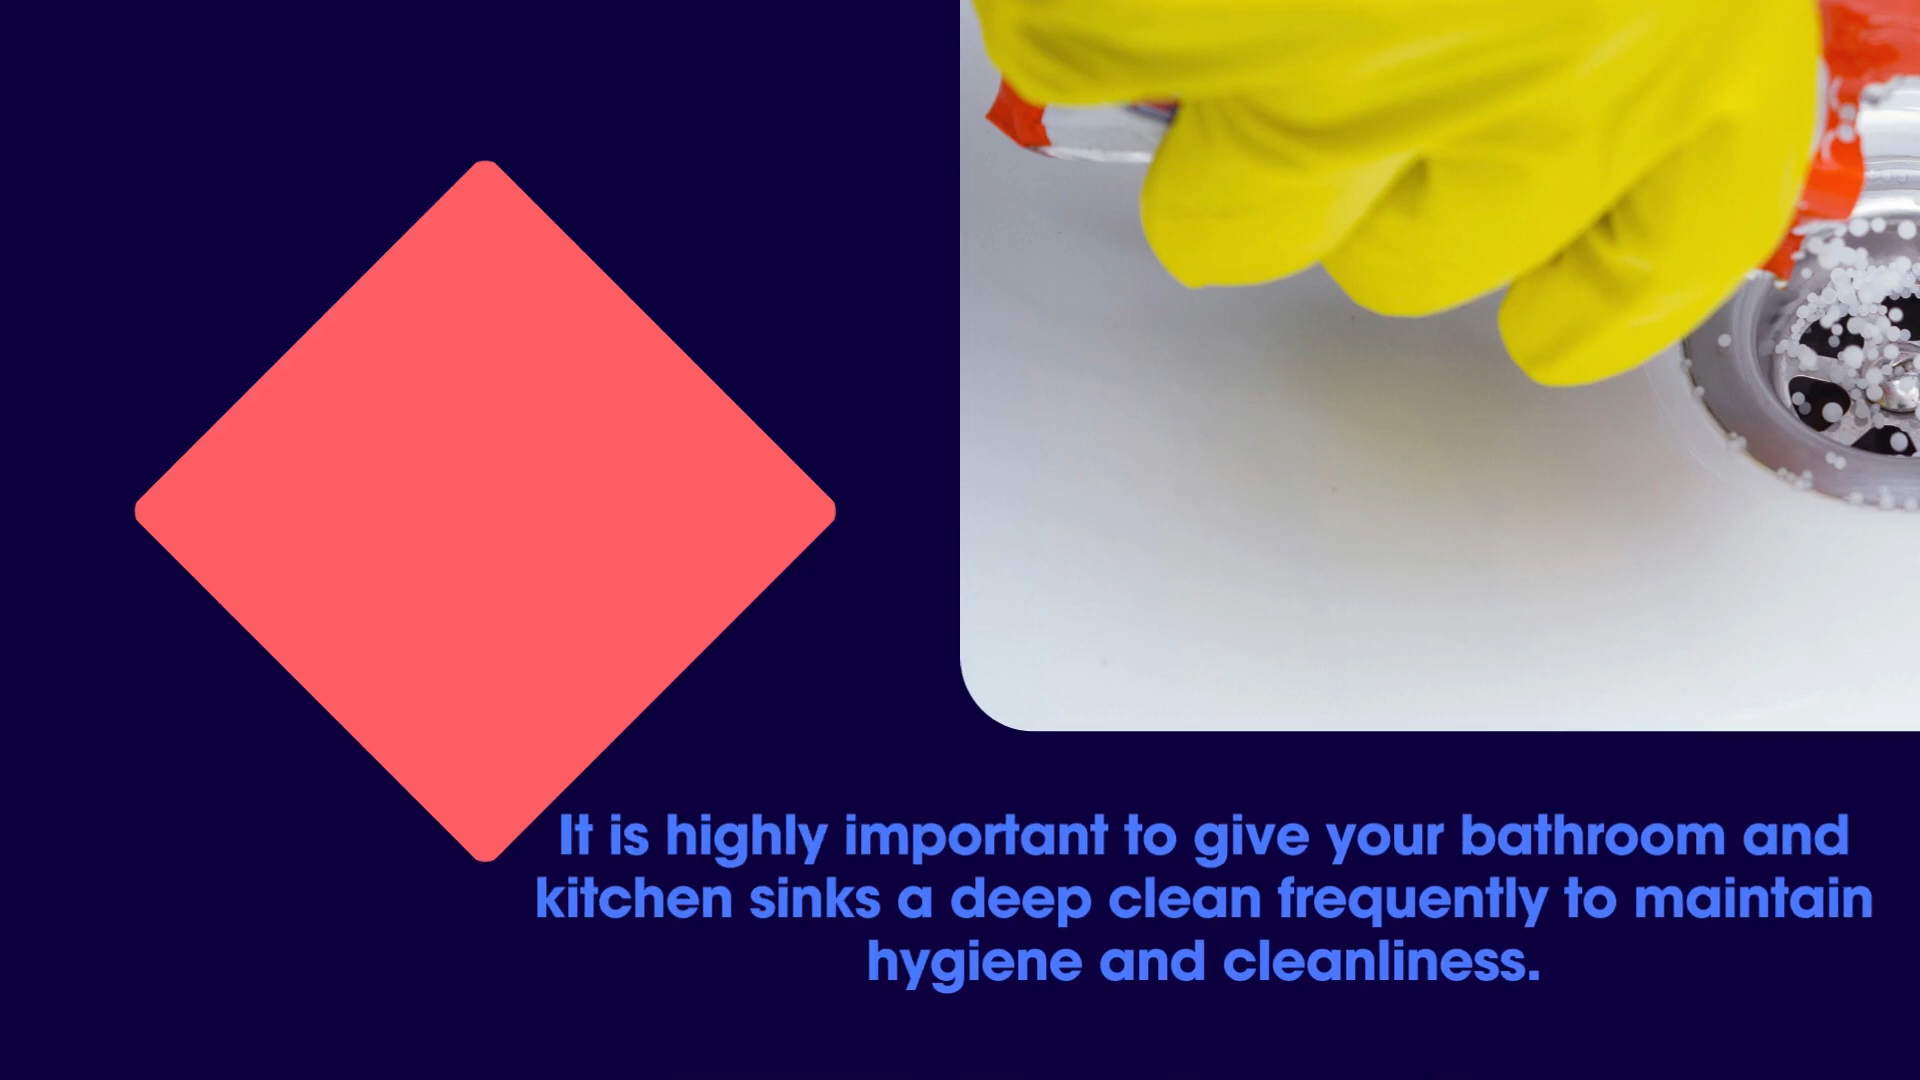 It is highly important to give your bathroom and
kitchen sinks a deep clean frequently to maintain
hygiene and cleanliness.